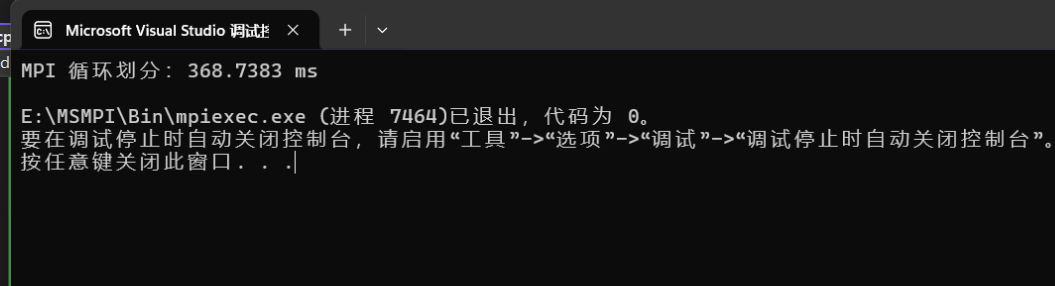 Microsoft Visual Studio 调试控
cp
d
MPI 循环划分: 368.7383 ms
E:\MSMPI\Bin\mpiexec.exe (进程 7464)已退出，代码为 0。
要在调试停止时自动关闭控制台，请启用“工具”->“选项”->“调试”->“调试停止时自动关闭控制台”。
按任意键关闭此窗口. . .